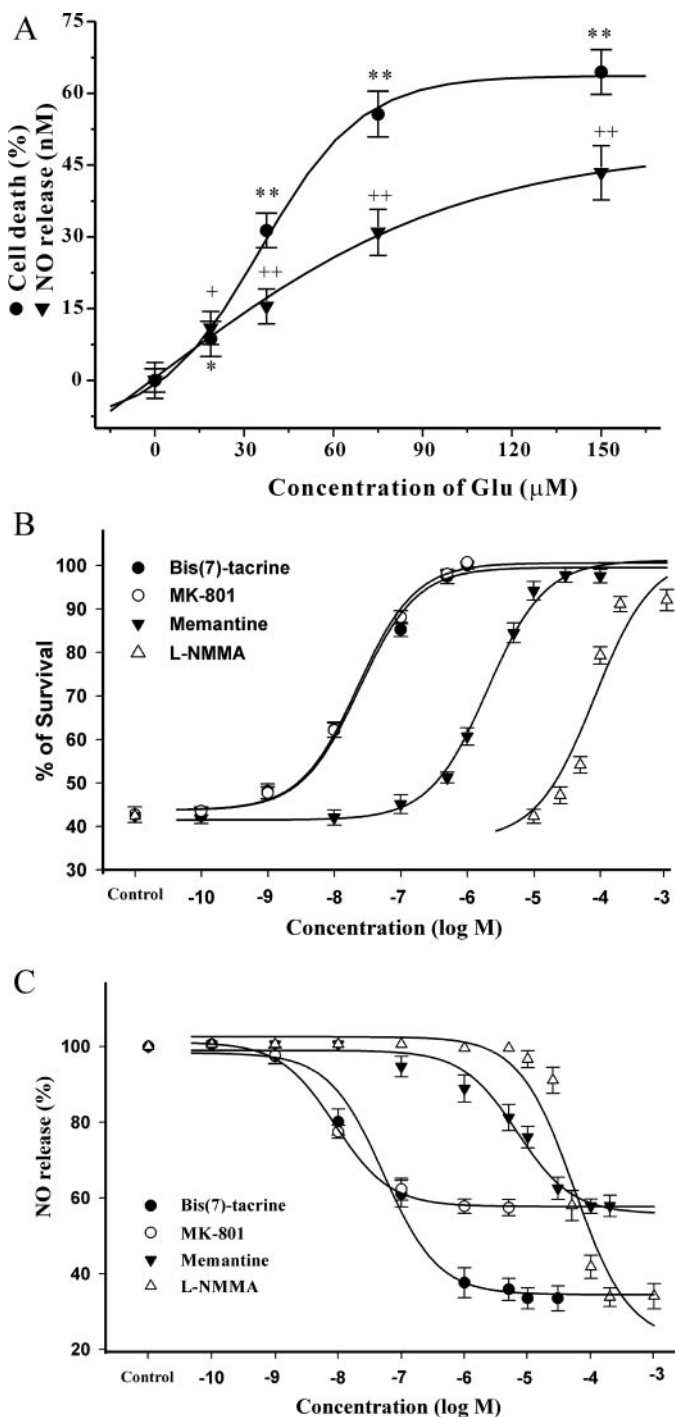 A
75
60
45
30
15
0
● Cell death (%)
▼ NO release (nM)
**
**
**
*
+
++
++
++
0 30 60 90 120 150
Concentration of Glu (μM)
B
100
90
80
70
60
50
40
30
% of Survival
● Bis(7)-tacrine
○ MK-801
▼ Memantine
△ L-NMMA
Control -10 -9 -8 -7 -6 -5 -4 -3
Concentration (log M)
C
100
80
60
40
20
NO release (%)
● Bis(7)-tacrine
○ MK-801
▼ Memantine
△ L-NMMA
Control -10 -9 -8 -7 -6 -5 -4 -3
Concentration (log M)